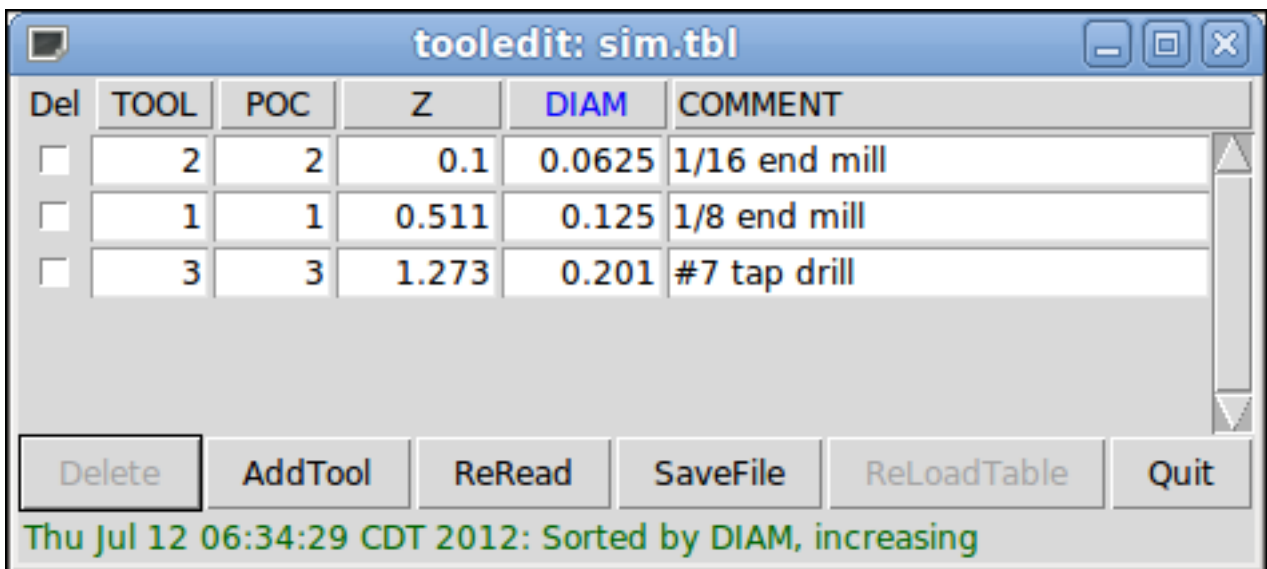 tooledit: sim.tbl
Del TOOL POC Z DIAM COMMENT
2 2 0.1 0.0625 1/16 end mill
1 1 0.511 0.125 1/8 end mill
3 3 1.273 0.201 #7 tap drill
Delete AddTool ReRead SaveFile ReLoadTable Quit
Thu Jul 12 06:34:29 CDT 2012: Sorted by DIAM, increasing